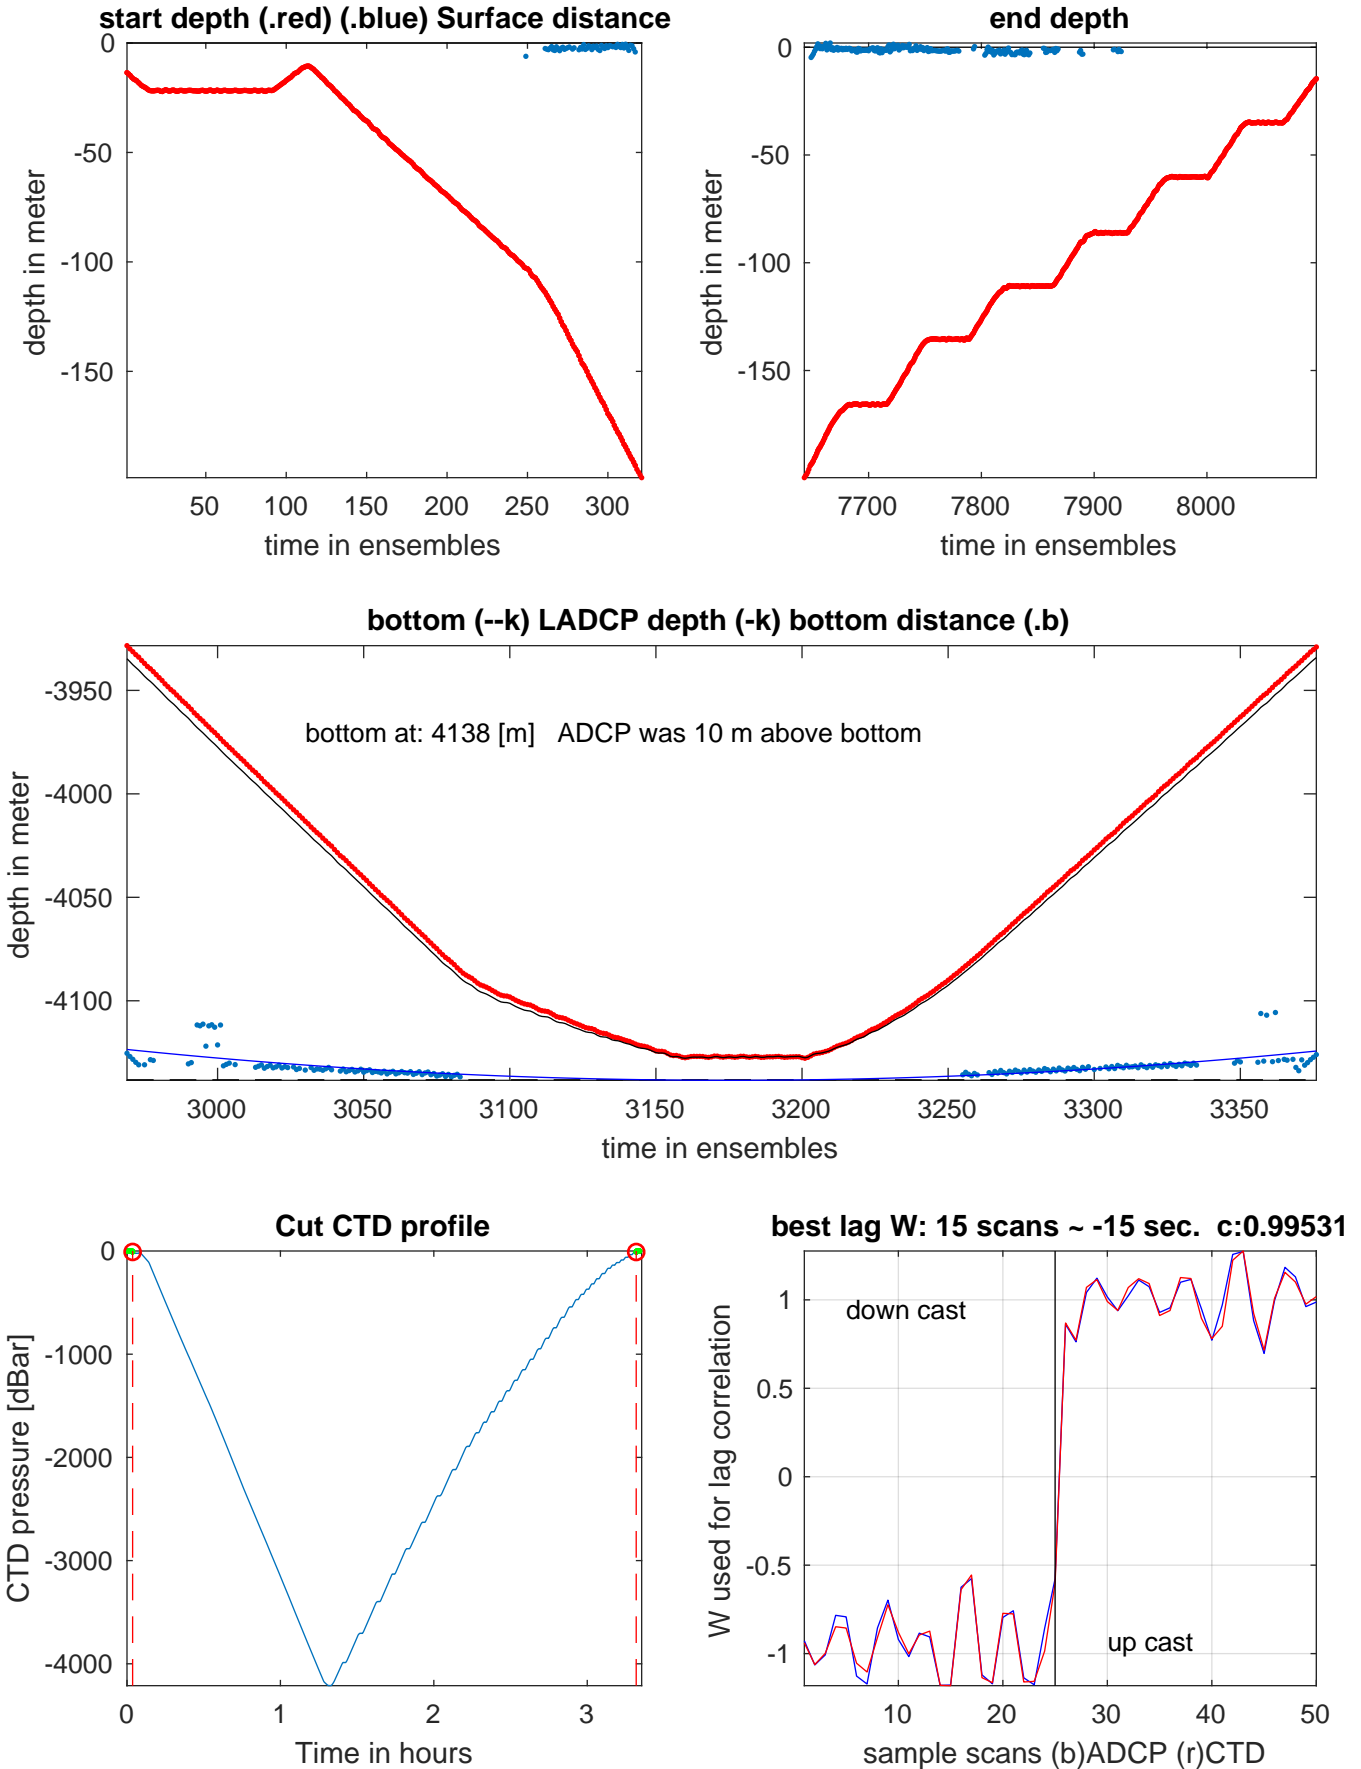 start depth (.red) (.blue) Surface distance
0
-50
-100
-150
depth in meter
50 100 150 200 250 300
time in ensembles
end depth
0
-50
-100
-150
depth in meter
7700 7800 7900 8000
time in ensembles
bottom (--k) LADCP depth (-k) bottom distance (.b)
bottom at: 4138 [m] ADCP was 10 m above bottom
-3950
-4000
-4050
-4100
depth in meter
3000 3050 3100 3150 3200 3250 3300 3350
time in ensembles
Cut CTD profile
0
-1000
-2000
-3000
-4000
CTD pressure [dBar]
0 1 2 3
Time in hours
best lag W: 15 scans ~ -15 sec. c:0.99531
down cast
up cast
1
0.5
0
-0.5
-1
W used for lag correlation
10 20 30 40 50
sample scans (b)ADCP (r)CTD